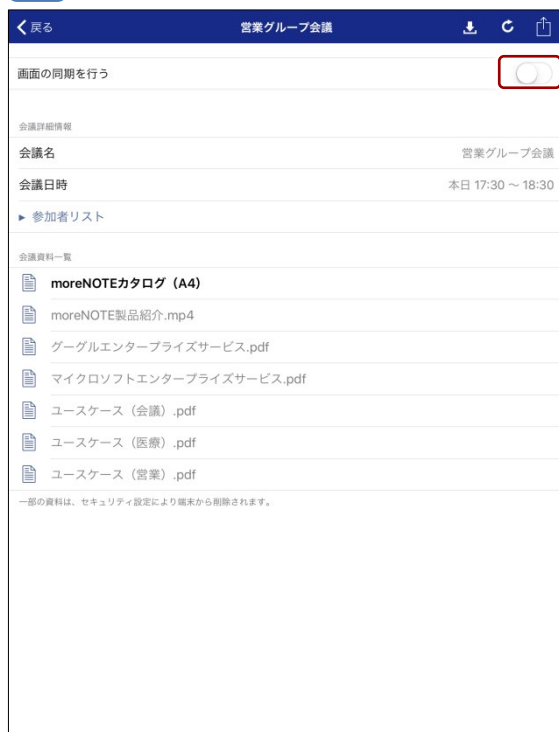 戻る
営業グループ会議
画面の同期を行う
会議詳細情報
会議名 営業グループ会議
会議日時 本日 17:30 ～ 18:30
▶ 参加者リスト
会議資料一覧
moreNOTEカタログ（A4）
moreNOTE製品紹介.mp4
グーグルエンタープライズサービス.pdf
マイクロソフトエンタープライズサービス.pdf
ユースケース（会議）.pdf
ユースケース（医療）.pdf
ユースケース（営業）.pdf
一部の資料は、セキュリティ設定により端末から削除されます。